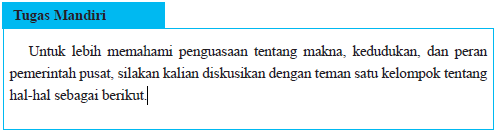 Tugas Mandiri
Untuk lebih memahami penguasaan tentang makna, kedudukan, dan peran
pemerintah pusat, silakan kalian diskusikan dengan teman satu kelompok tentang
hal-hal sebagai berikut.